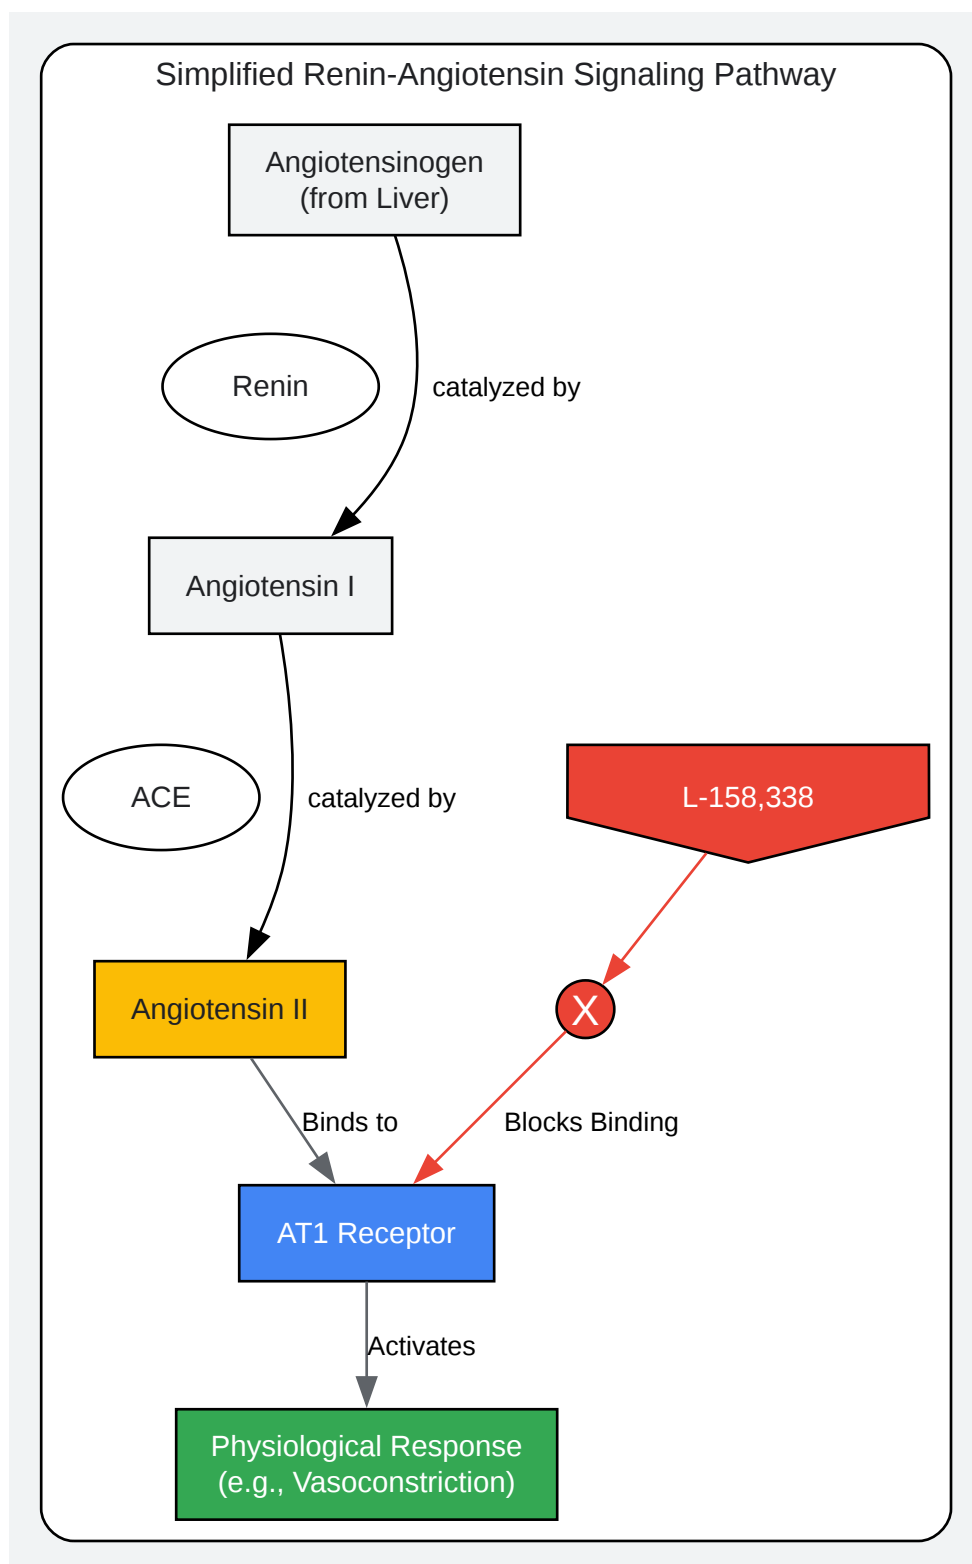 Simplified Renin-Angiotensin Signaling Pathway
Angiotensinogen
(from Liver)
Renin
catalyzed by
Angiotensin I
ACE
catalyzed by
L-158,338
Angiotensin II
X
Binds to
Blocks Binding
AT1 Receptor
Activates
Physiological Response
(e.g., Vasoconstriction)